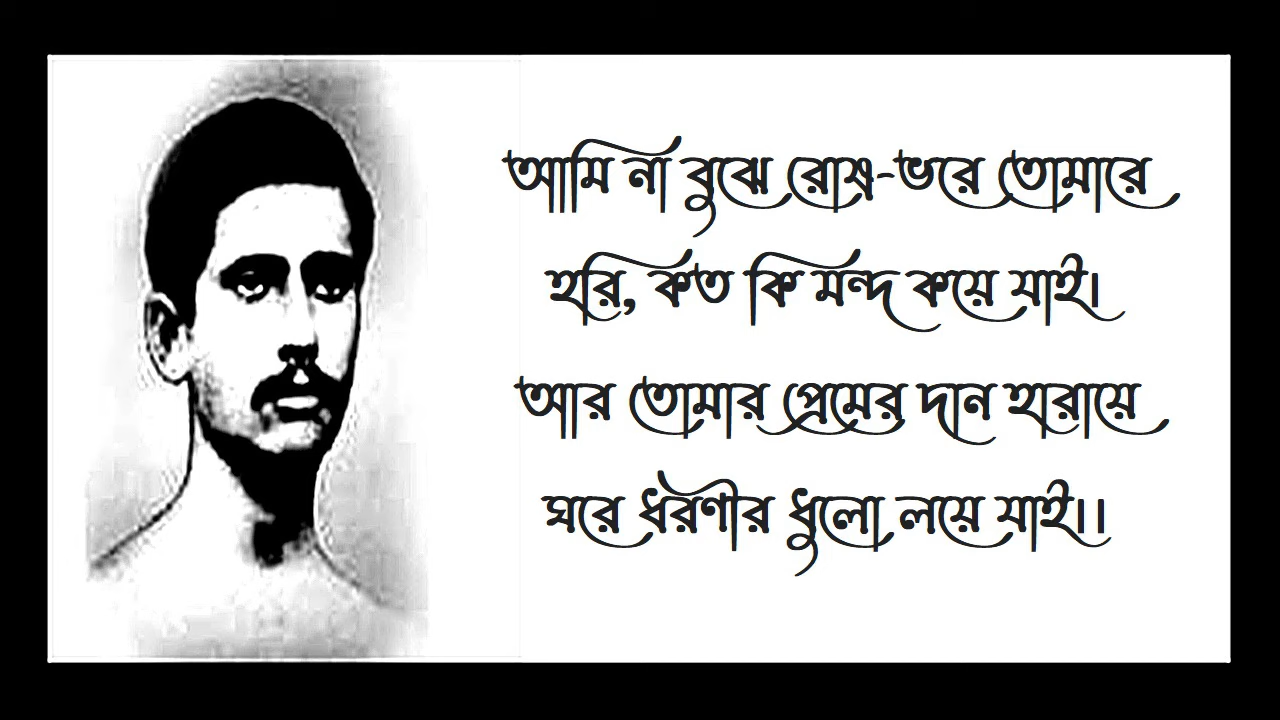 আমি না বুঝে রোষ-ভরে তোমারে
হরি, কত কি মন্দ কয়ে যাই।
আর তোমার প্রেমের দান হারায়ে
ঘরে ধরণীর ধুলো লয়ে যাই।।